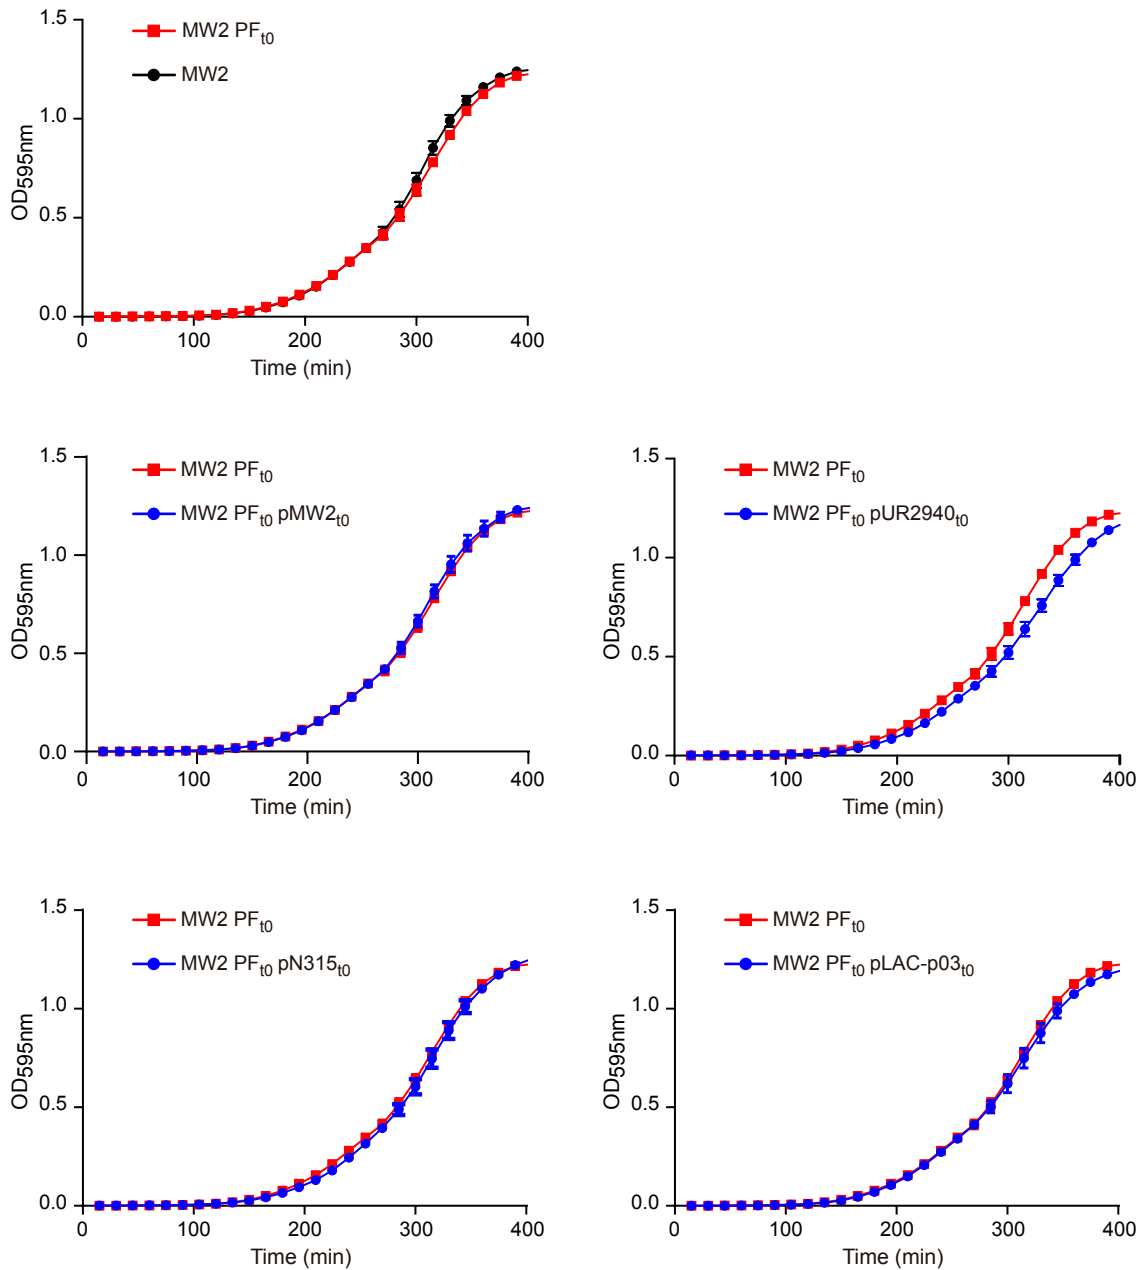 MW2 PFt0
MW2
OD595nm
1.5
1.0
0.5
0.0
0 100 200 300 400
Time (min)
MW2 PFt0
MW2 PFt0 pMW2t0
OD595nm
1.5
1.0
0.5
0.0
0 100 200 300 400
Time (min)
MW2 PFt0
MW2 PFt0 pUR2940t0
OD595nm
1.5
1.0
0.5
0.0
0 100 200 300 400
Time (min)
MW2 PFt0
MW2 PFt0 pN315t0
OD595nm
1.5
1.0
0.5
0.0
0 100 200 300 400
Time (min)
MW2 PFt0
MW2 PFt0 pLAC-p03t0
OD595nm
1.5
1.0
0.5
0.0
0 100 200 300 400
Time (min)